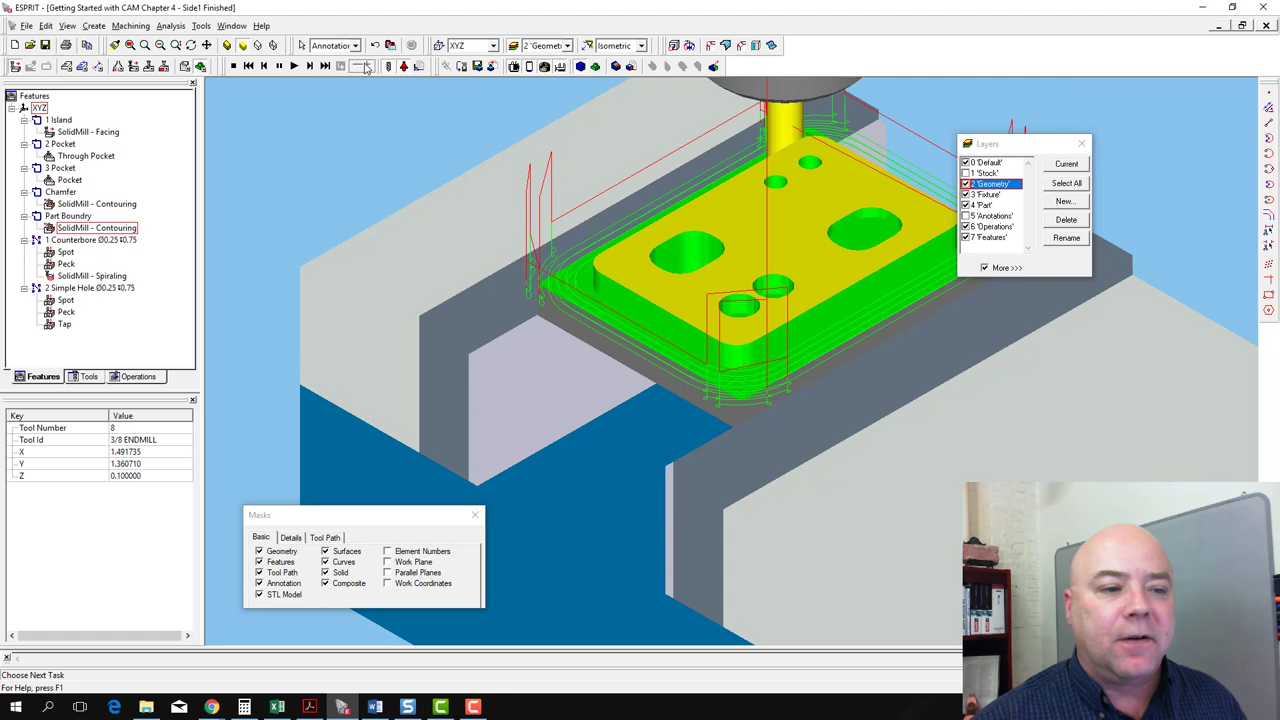 ESPRIT - [Getting Started with CAM Chapter 4 - Side1 Finished]
File Edit View Create Machining Analysis Tools Window Help
Annotation XYZ 2 'Geometr Isometric
Features
XYZ
1 Island
SolidMill - Facing
2 Pocket
Through Pocket
3 Pocket
Pocket
Chamfer
SolidMill - Contouring
Part Boundry
SolidMill - Contouring
1 Counterbore Ø0.25↧0.75
Spot
Peck
SolidMill - Spiraling
2 Simple Hole Ø0.25↧0.75
Spot
Peck
Tap
Features Tools Operations
Key Value
Tool Number 8
Tool Id 3/8 ENDMILL
X 1.491735
Y 1.360710
Z 0.100000
Layers
0 'Default'
1 'Stock'
2 'Geometry'
3 'Fixture'
4 'Part'
5 'Anotations'
6 'Operations'
7 'Features'
Current
Select All
New...
Delete
Rename
More >>>
Masks
Basic Details Tool Path
Geometry Surfaces Element Numbers
Features Curves Work Plane
Tool Path Solid Parallel Planes
Annotation Composite Work Coordinates
STL Model
Choose Next Task
For Help, press F1